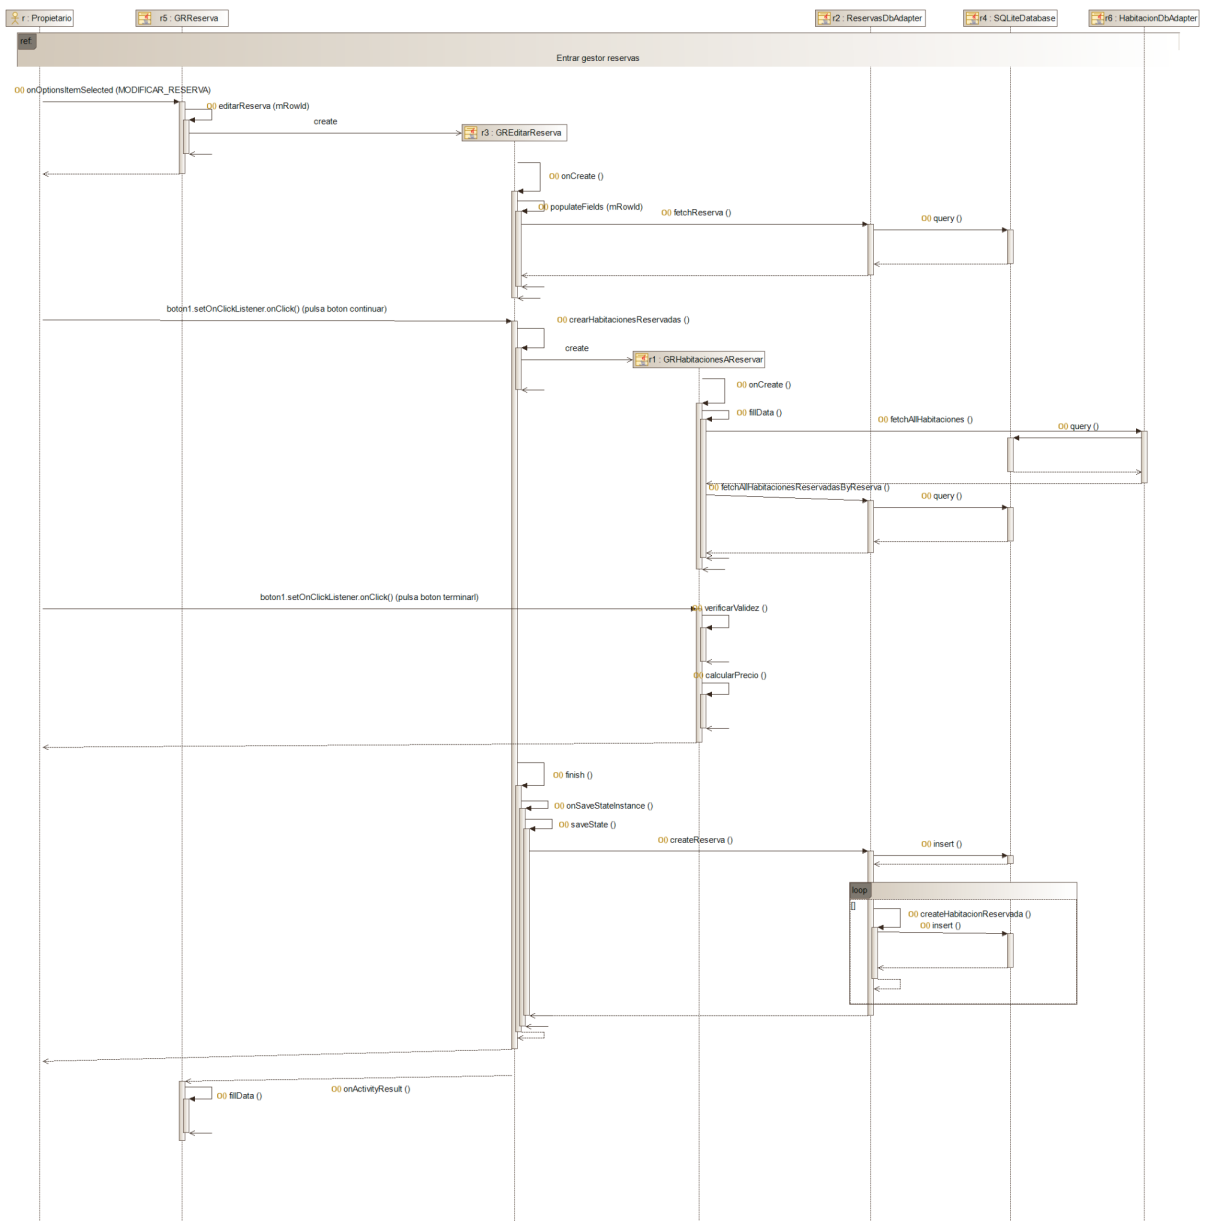 r : Propietario
r5 : GRReserva
r2 : ReservasDbAdapter
r4 : SQLiteDatabase
r6 : HabitacionDbAdapter
ref
Entrar gestor reservas
onOptionsItemSelected (MODIFICAR_RESERVA)
editarReserva (mRowId)
create
r3 : GREditarReserva
onCreate ()
populateFields (mRowId)
fetchReserva ()
query ()
boton1.setOnClickListener.onClick() (pulsa boton continuar)
crearHabitacionesReservadas ()
create
r1 : GRHabitacionesAReservar
onCreate ()
fillData ()
fetchAllHabitaciones ()
query ()
fetchAllHabitacionesReservadasByReserva ()
query ()
boton1.setOnClickListener.onClick() (pulsa boton terminarl)
verificarValidez ()
calcularPrecio ()
finish ()
onSaveStateInstance ()
saveState ()
createReserva ()
insert ()
loop
[]
createHabitacionReservada ()
insert ()
onActivityResult ()
fillData ()